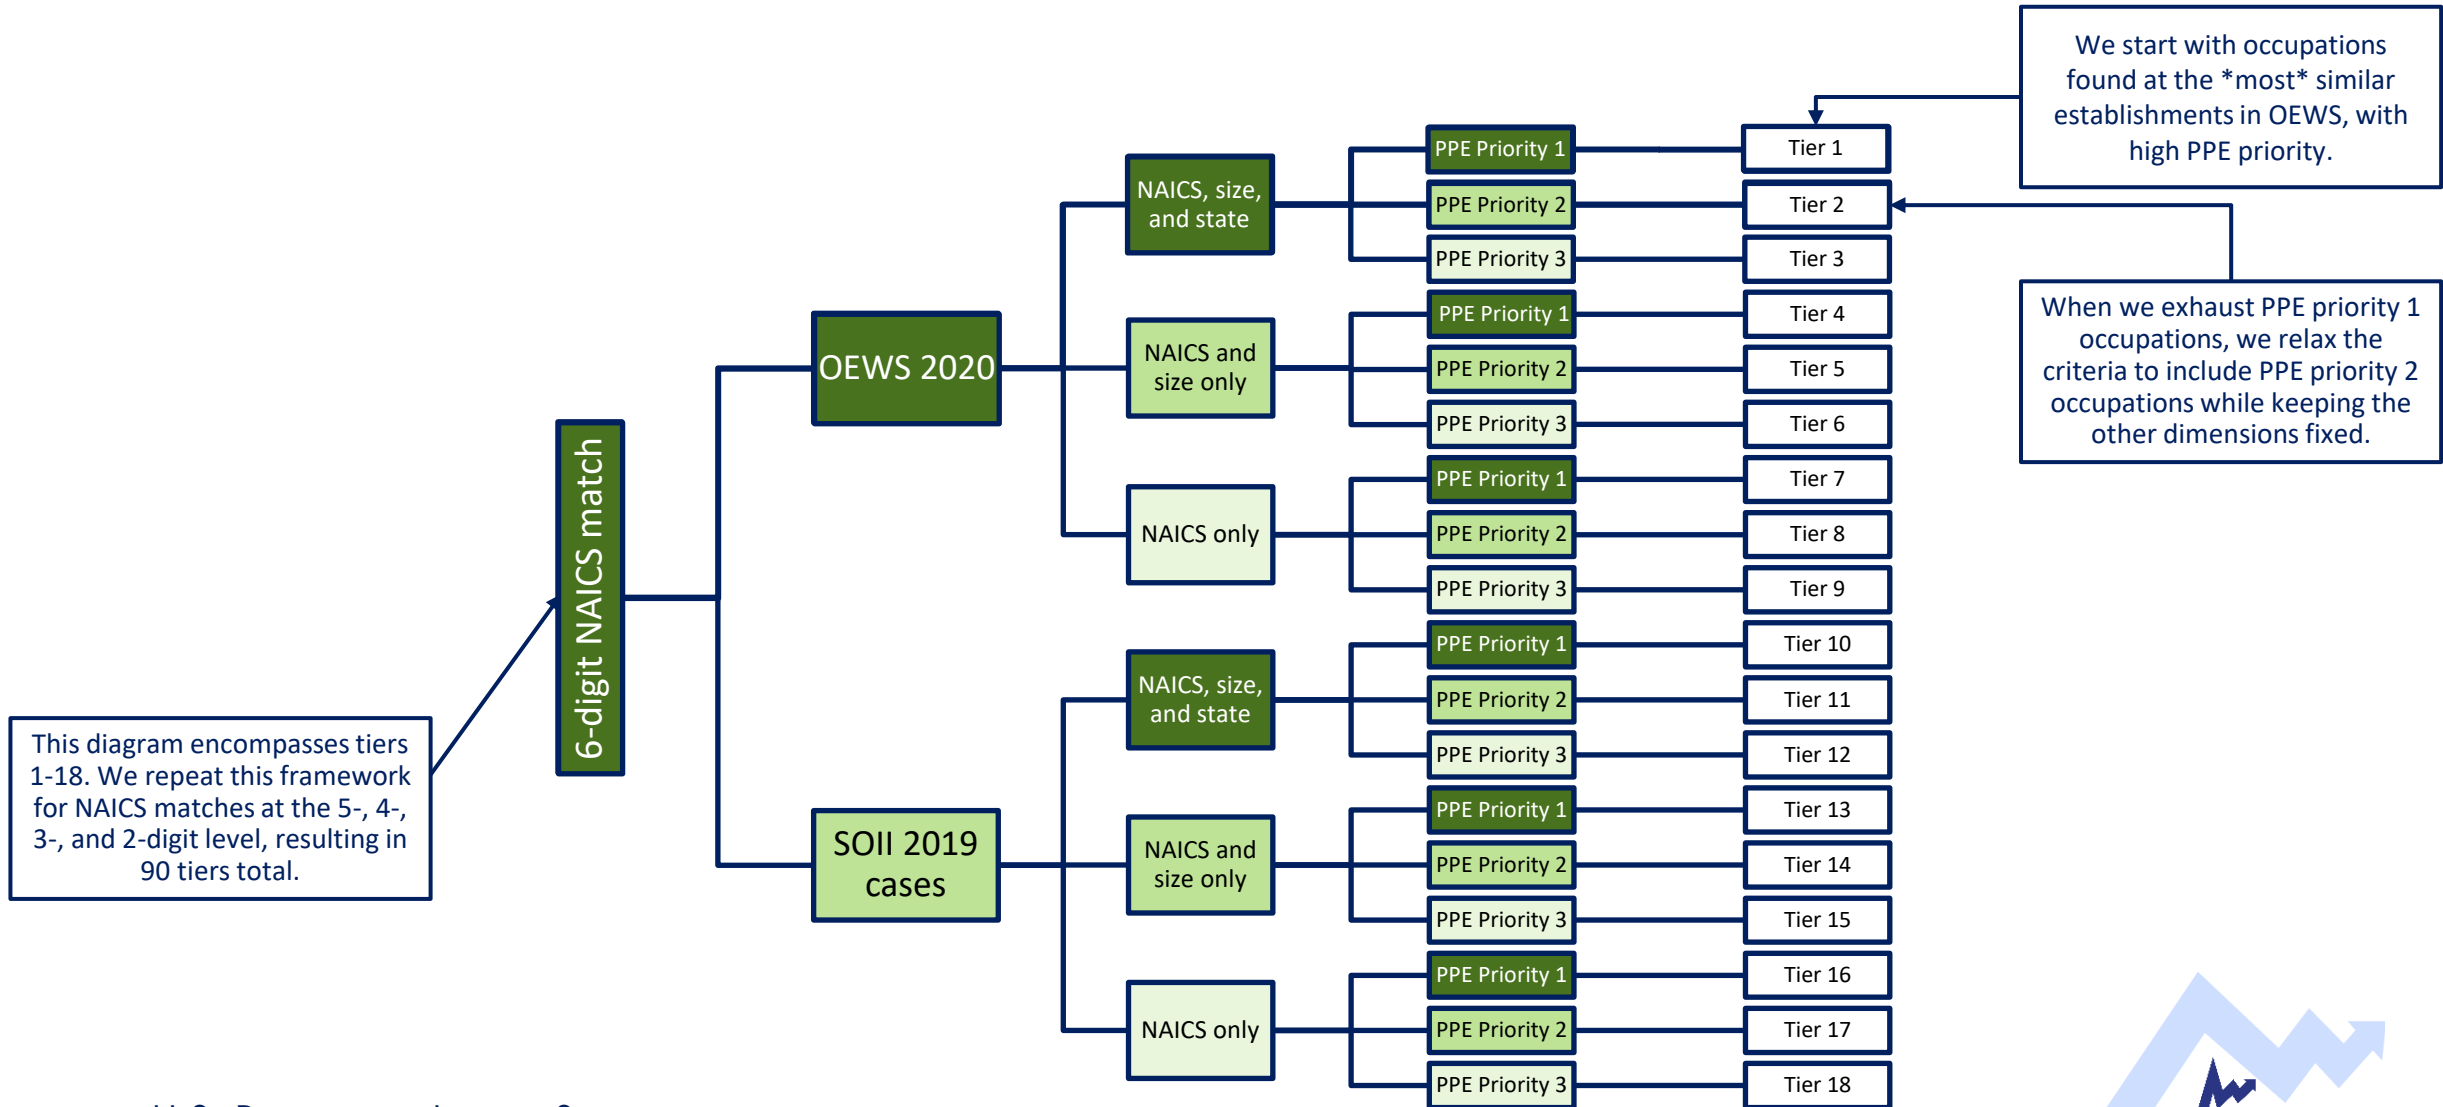 We start with occupations
found at the *most* similar
establishments in OEWS, with
high PPE priority.
PPE Priority 1
Tier 1
NAICS, size,
and state
PPE Priority 2
Tier 2
PPE Priority 3
Tier 3
When we exhaust PPE priority 1
occupations, we relax the
criteria to include PPE priority 2
occupations while keeping the
other dimensions fixed.
PPE Priority 1
Tier 4
OEWS 2020
NAICS and
size only
PPE Priority 2
Tier 5
PPE Priority 3
Tier 6
6-digit NAICS match
PPE Priority 1
Tier 7
NAICS only
PPE Priority 2
Tier 8
PPE Priority 3
Tier 9
PPE Priority 1
Tier 10
NAICS, size,
and state
PPE Priority 2
Tier 11
PPE Priority 3
Tier 12
This diagram encompasses tiers
1-18. We repeat this framework
for NAICS matches at the 5-, 4-,
3-, and 2-digit level, resulting in
90 tiers total.
PPE Priority 1
Tier 13
SOII 2019
cases
NAICS and
size only
PPE Priority 2
Tier 14
PPE Priority 3
Tier 15
PPE Priority 1
Tier 16
NAICS only
PPE Priority 2
Tier 17
PPE Priority 3
Tier 18